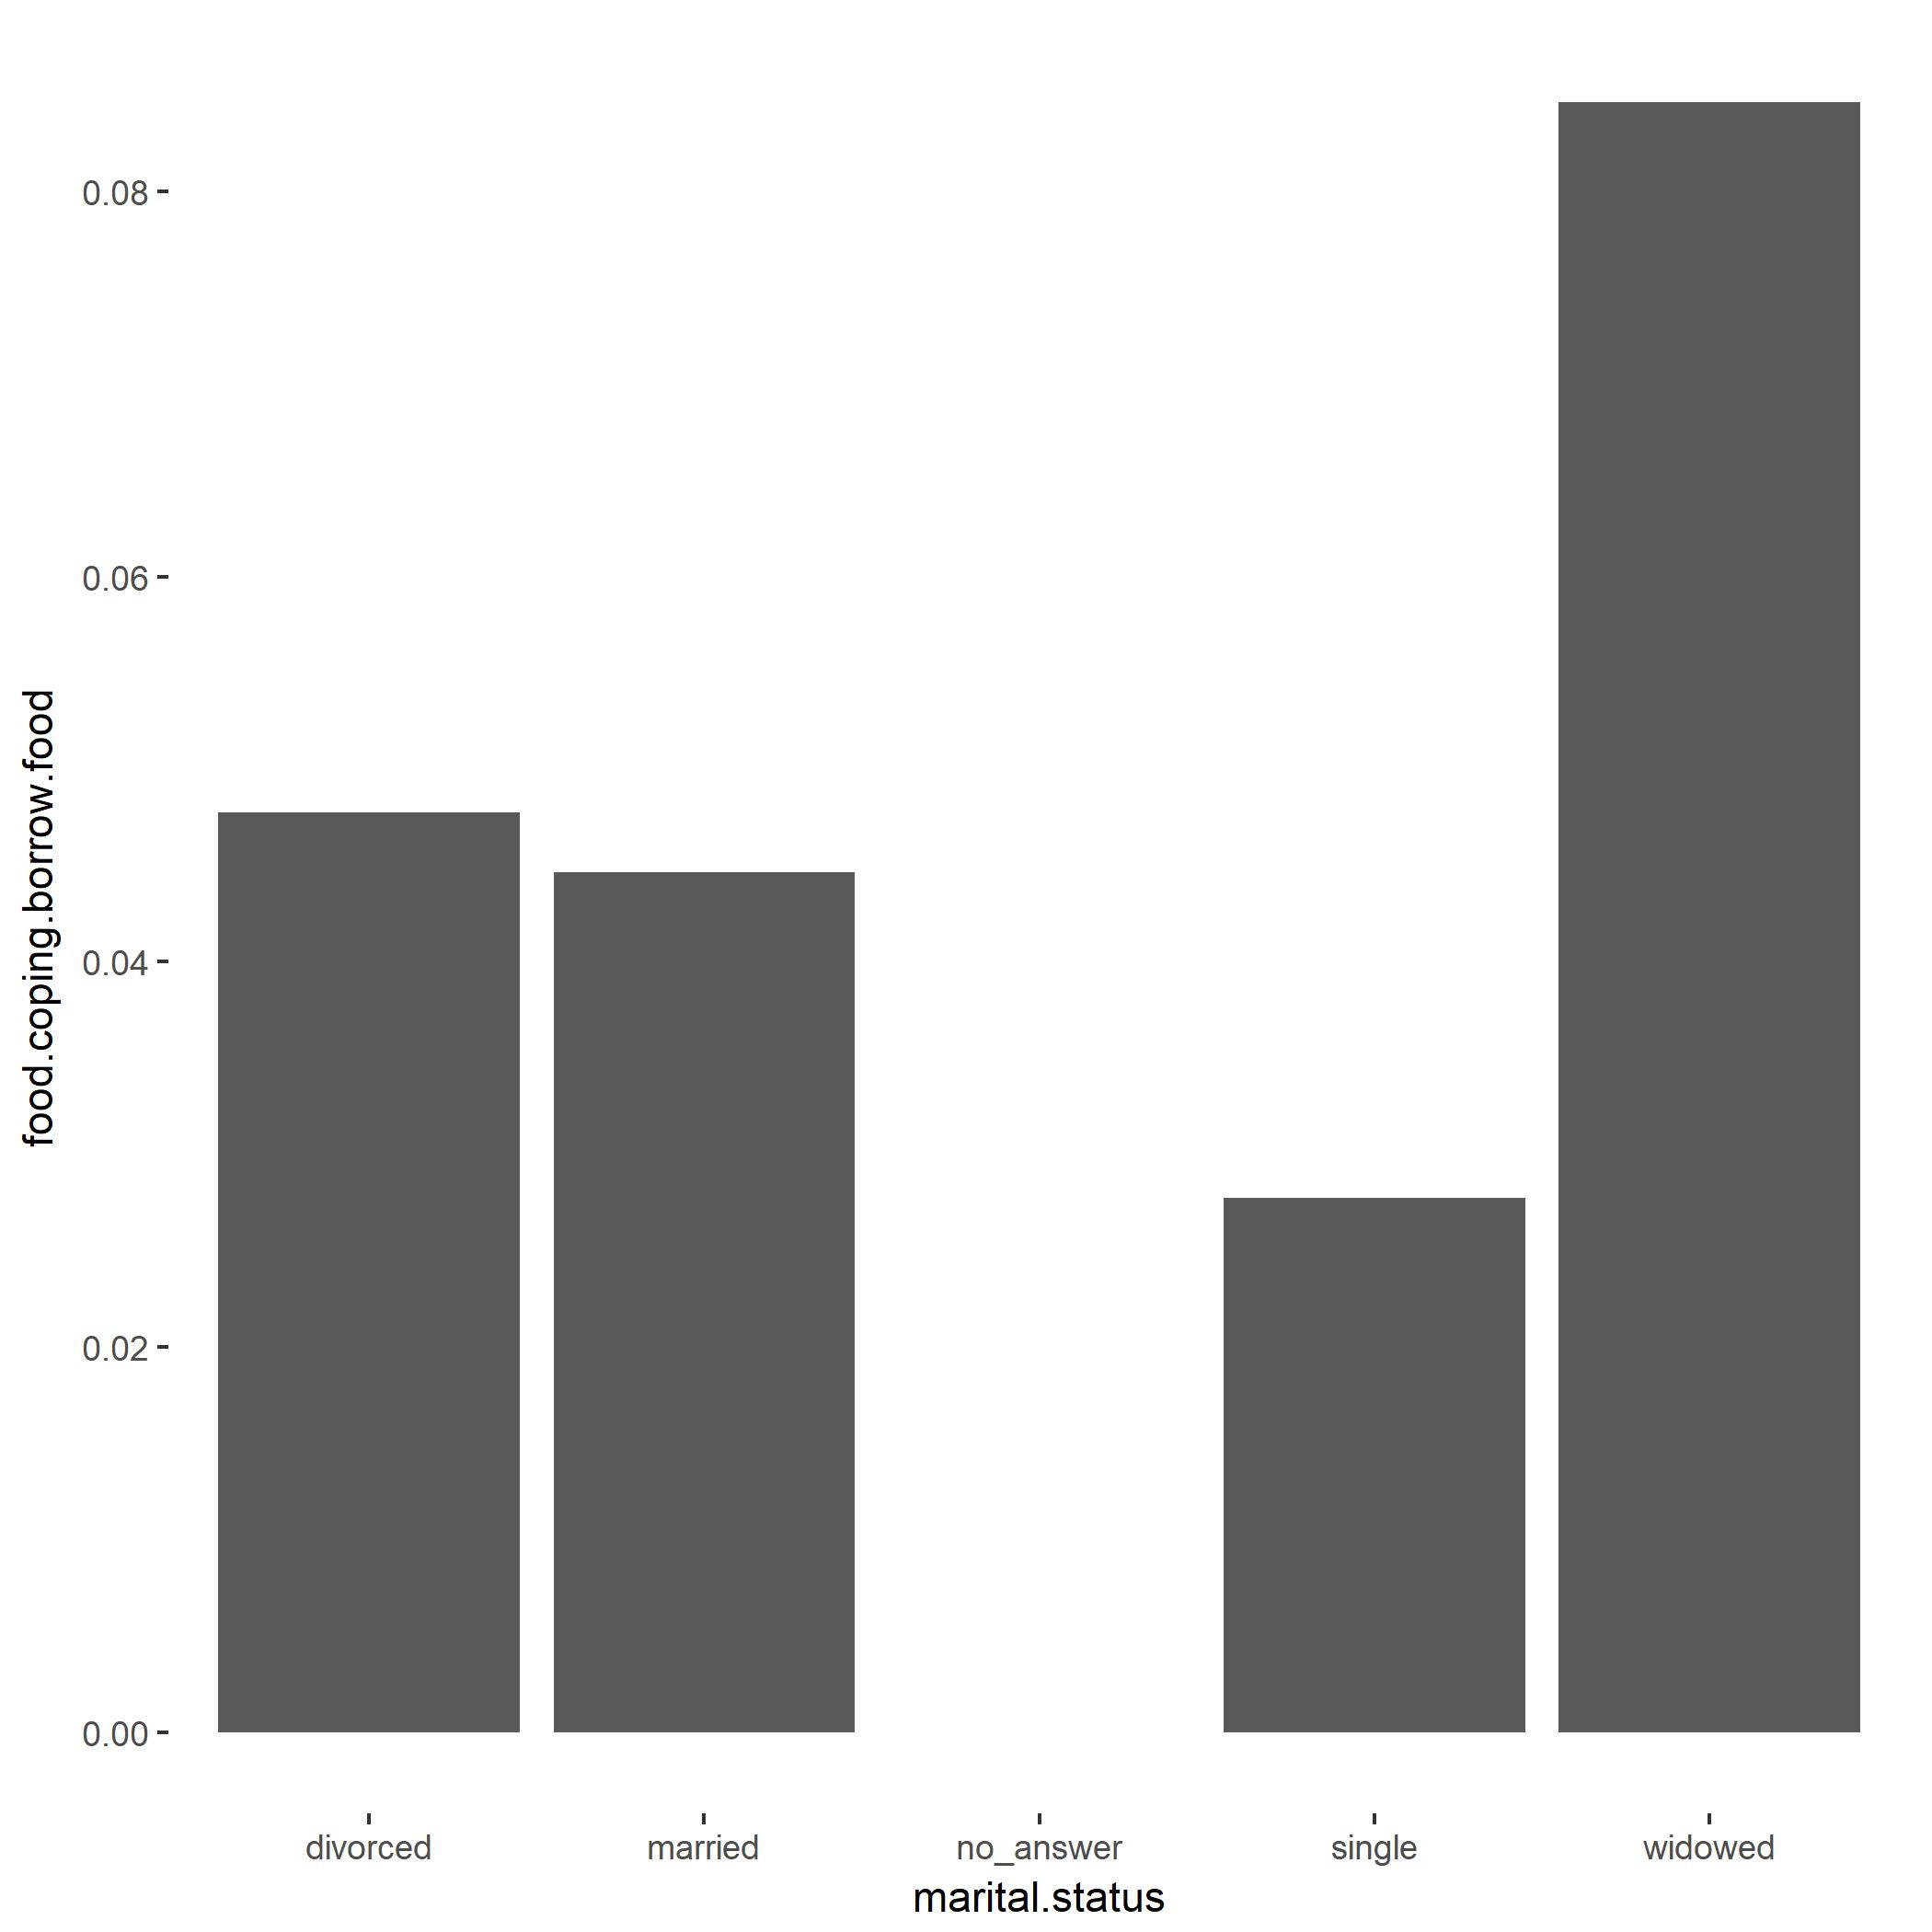 0.08
0.06
0.04
0.02
0.00
food.coping.borrow.food
divorced
married
no_answer
single
widowed
marital.status